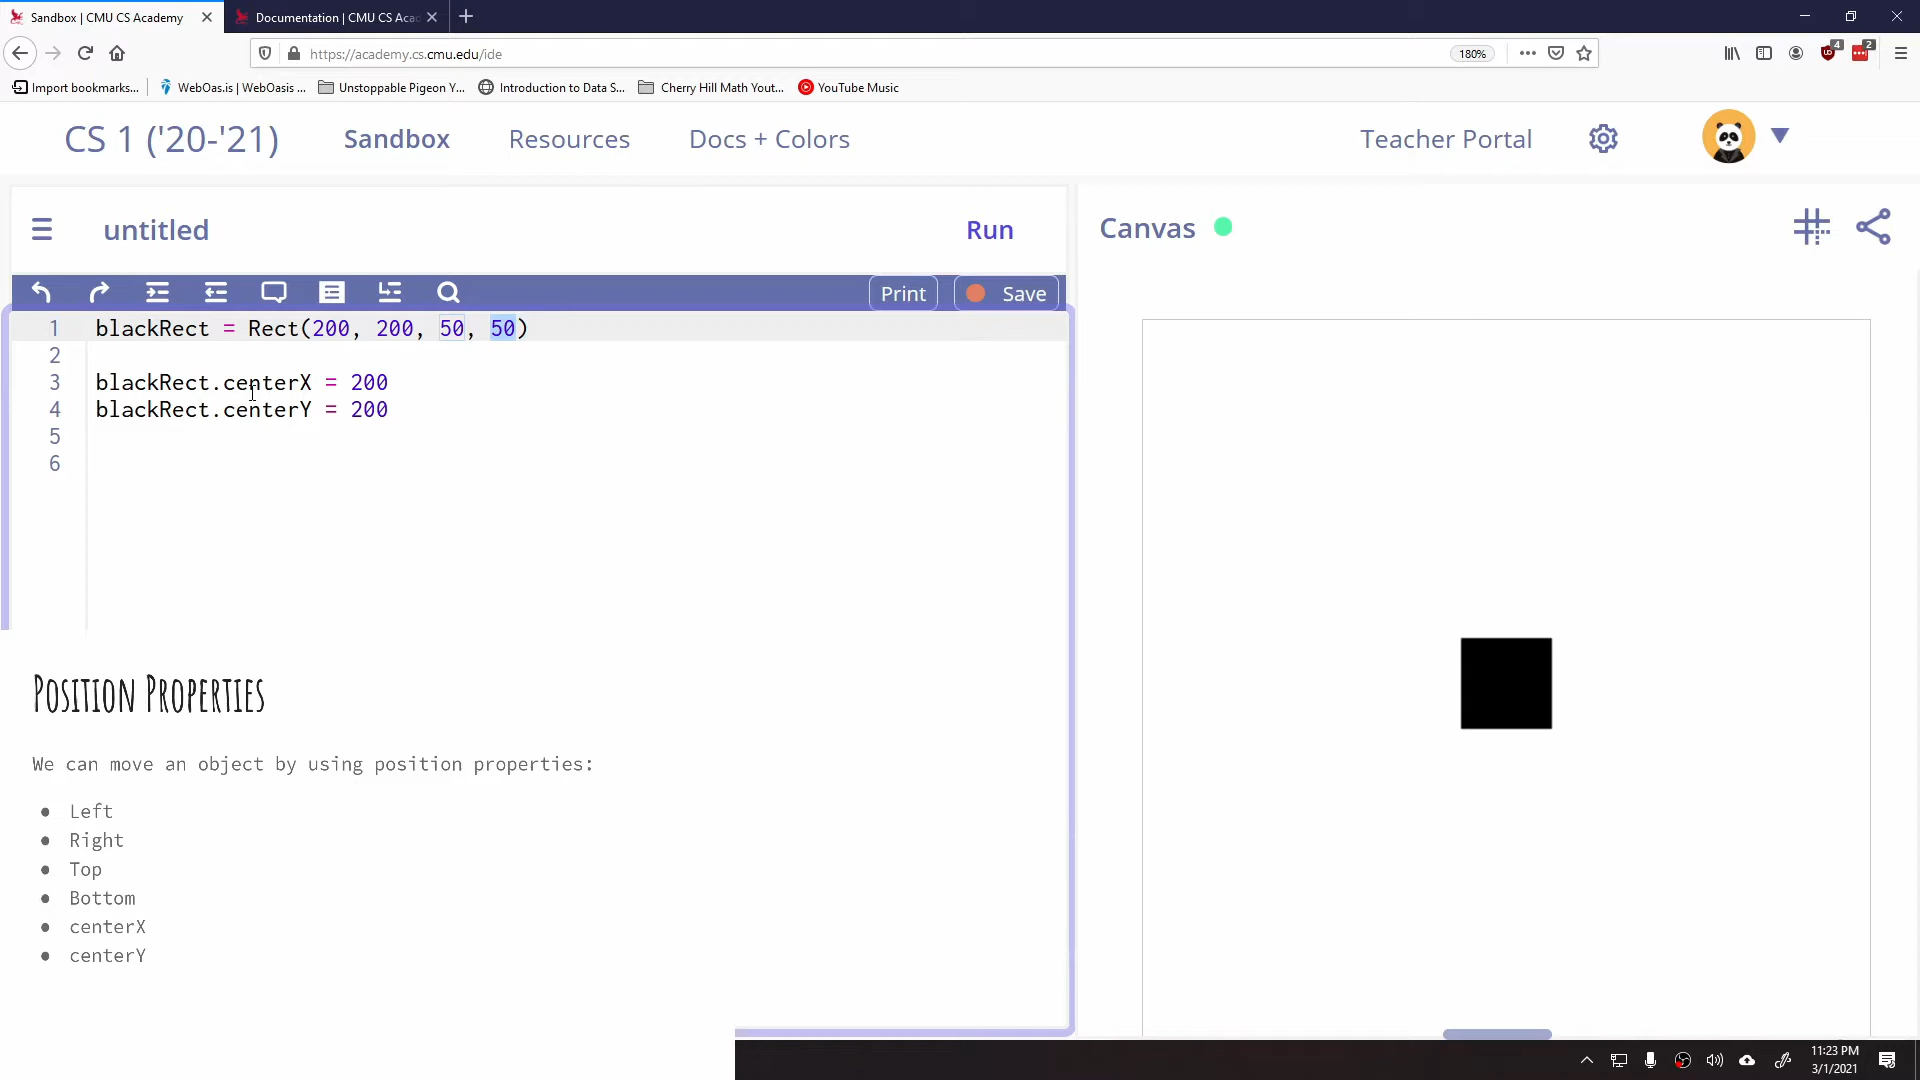 Sandbox | CMU CS Academy
Documentation | CMU CS Aca
https://academy.cs.cmu.edu/ide
180%
4
2
Import bookmarks...
WebOas.is | WebOasis ...
Unstoppable Pigeon Y...
Introduction to Data S...
Cherry Hill Math Yout...
YouTube Music
CS 1 ('20-'21)
Sandbox
Resources
Docs + Colors
Teacher Portal
untitled
Run
Canvas
Print
Save
1 blackRect = Rect(200, 200, 50, 50)
2
3 blackRect.centerX = 200
4 blackRect.centerY = 200
5
6
Position Properties
We can move an object by using position properties:
● Left
● Right
● Top
● Bottom
● centerX
● centerY
11:23 PM
3/1/2021